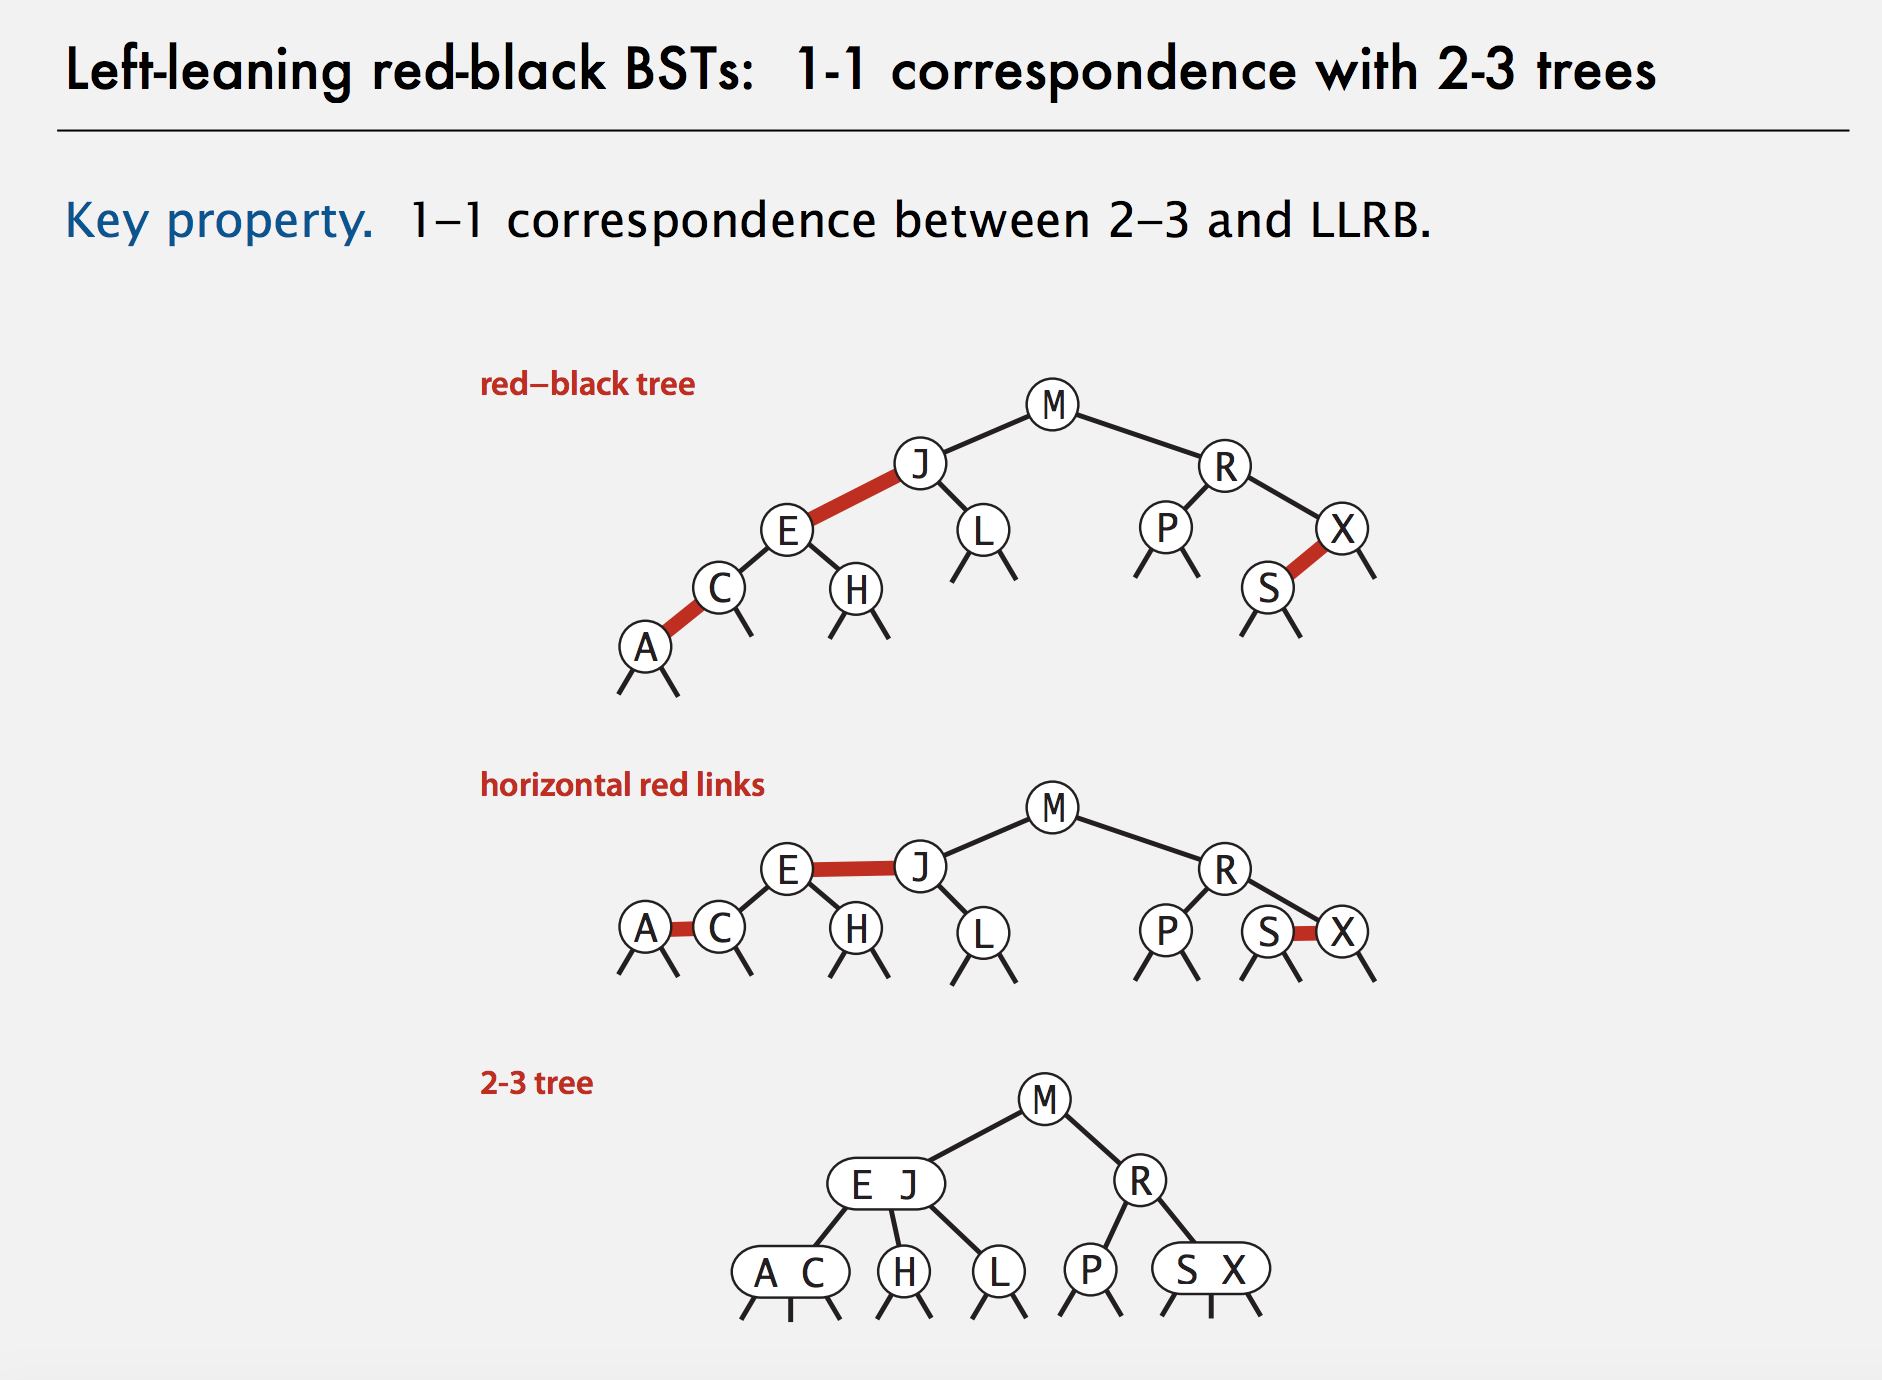 Left-leaning red-black BSTs: 1-1 correspondence with 2-3 trees
Key property. 1–1 correspondence between 2–3 and LLRB.
red–black tree
M
J R
E L P X
C H S
A
horizontal red links
M
E J R
A C H L P S X
2-3 tree
M
E J R
A C H L P S X